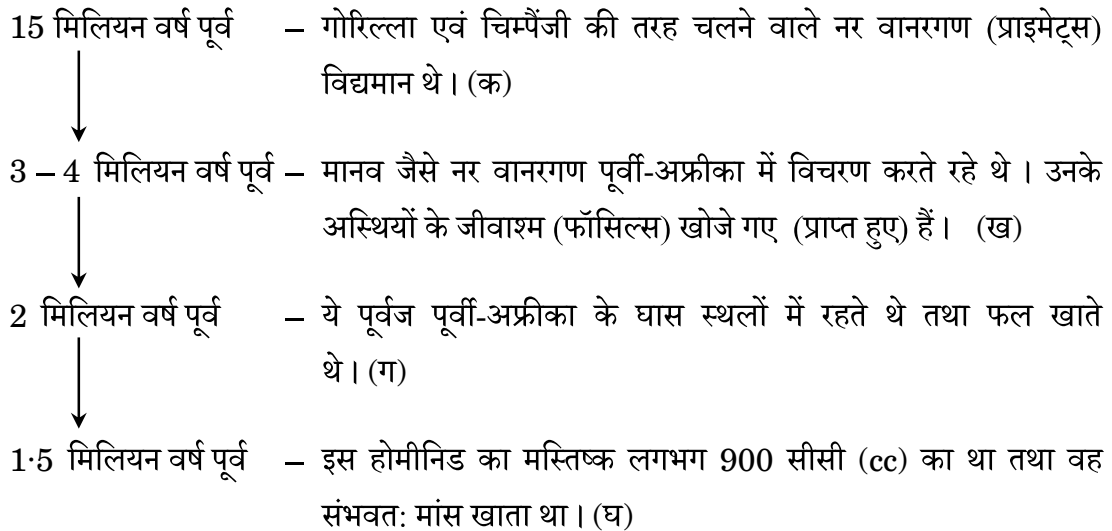 15 मिलियन वर्ष पूर्व – गोरिल्ला एवं चिम्पैंजी की तरह चलने वाले नर वानरगण (प्राइमेट्स)
विद्यमान थे । (क)
3 – 4 मिलियन वर्ष पूर्व – मानव जैसे नर वानरगण पूर्वी-अफ्रीका में विचरण करते रहे थे । उनके
अस्थियों के जीवाश्म (फॉसिल्स) खोजे गए (प्राप्त हुए) हैं । (ख)
2 मिलियन वर्ष पूर्व – ये पूर्वज पूर्वी-अफ्रीका के घास स्थलों में रहते थे तथा फल खाते
थे । (ग)
1·5 मिलियन वर्ष पूर्व – इस होमीनिड का मस्तिष्क लगभग 900 सीसी (cc) का था तथा वह
संभवत: मांस खाता था । (घ)